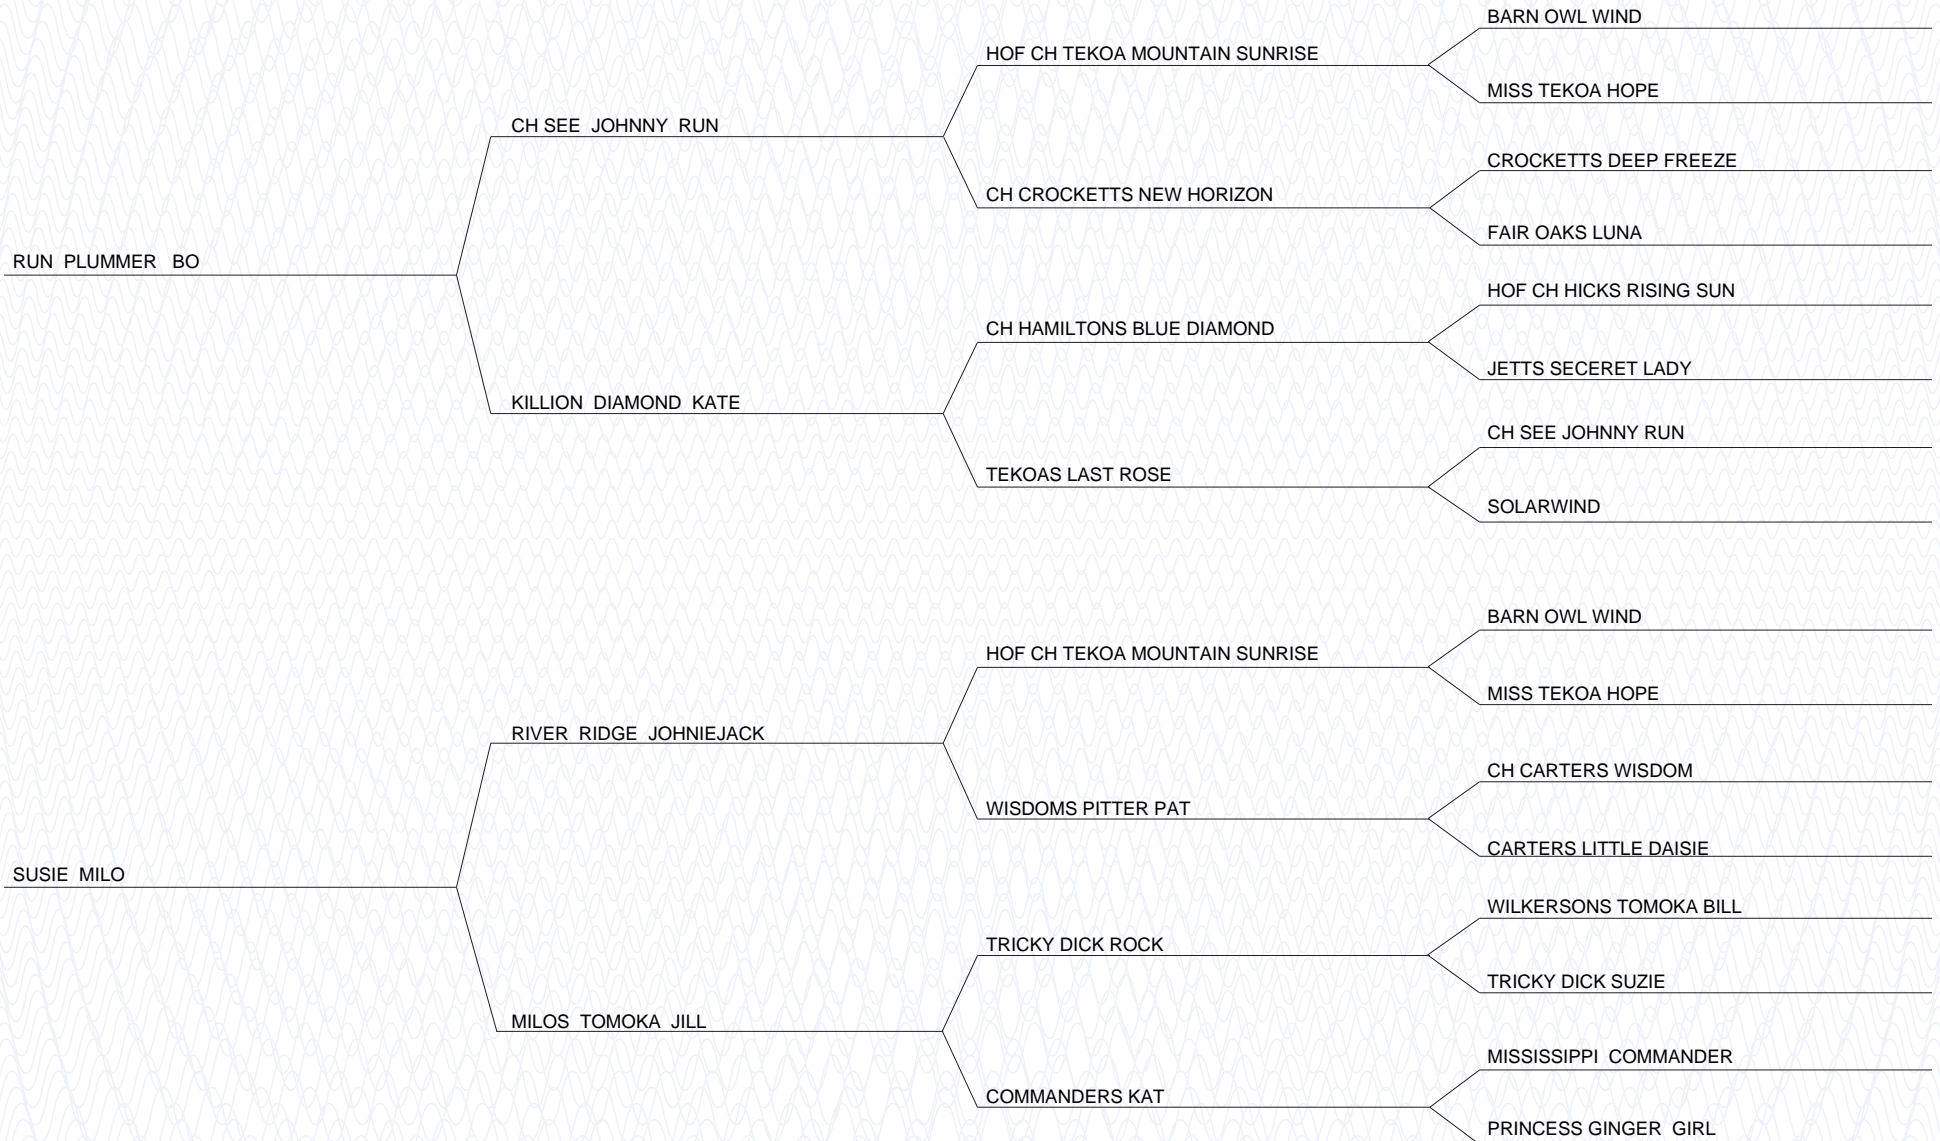 BARN OWL WIND
HOF CH TEKOA MOUNTAIN SUNRISE
MISS TEKOA HOPE
CH SEE JOHNNY RUN
CROCKETTS DEEP FREEZE
CH CROCKETTS NEW HORIZON
FAIR OAKS LUNA
RUN PLUMMER BO
HOF CH HICKS RISING SUN
CH HAMILTONS BLUE DIAMOND
JETTS SECERET LADY
KILLION DIAMOND KATE
CH SEE JOHNNY RUN
TEKOAS LAST ROSE
SOLARWIND
BARN OWL WIND
HOF CH TEKOA MOUNTAIN SUNRISE
MISS TEKOA HOPE
RIVER RIDGE JOHNIEJACK
CH CARTERS WISDOM
WISDOMS PITTER PAT
CARTERS LITTLE DAISIE
SUSIE MILO
WILKERSONS TOMOKA BILL
TRICKY DICK ROCK
TRICKY DICK SUZIE
MILOS TOMOKA JILL
MISSISSIPPI COMMANDER
COMMANDERS KAT
PRINCESS GINGER GIRL